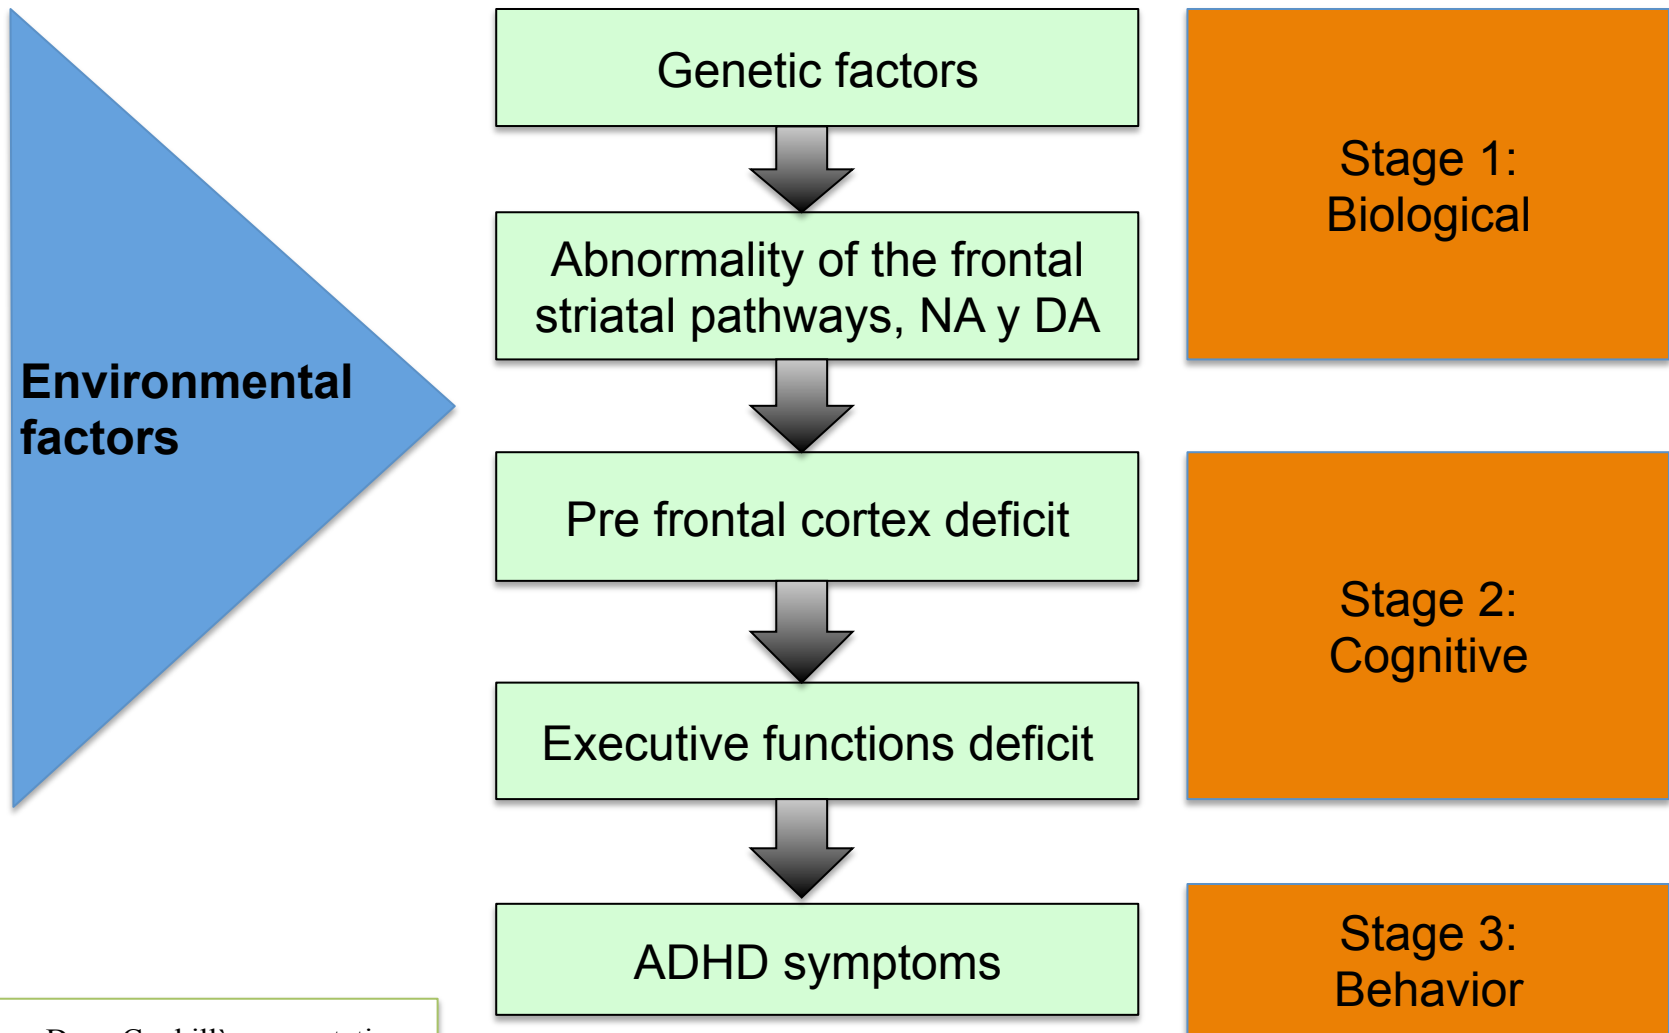 Genetic factors
Stage 1:
Biological
Abnormality of the frontal
striatal pathways, NA y DA
Environmental
factors
Pre frontal cortex deficit
Stage 2:
Cognitive
Executive functions deficit
ADHD symptoms
Stage 3:
Behavior